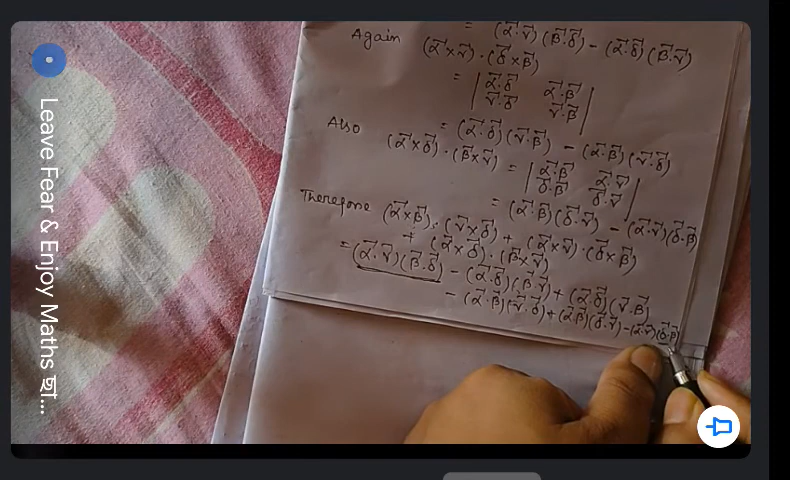 = (α⃗.v⃗)(β⃗.δ⃗) - (α⃗.δ⃗)(β⃗.v⃗)
Again (α⃗×v⃗).(δ⃗×β⃗)
= | α⃗.δ⃗ α⃗.β⃗ |
| v⃗.δ⃗ v⃗.β⃗ |
= (α⃗.δ⃗)(v⃗.β⃗) - (α⃗.β⃗)(v⃗.δ⃗)
Also (α⃗×δ⃗).(β⃗×v⃗) = | α⃗.β⃗ α⃗.v⃗ |
| δ⃗.β⃗ δ⃗.v⃗ |
= (α⃗.β⃗)(δ⃗.v⃗) - (α⃗.v⃗)(δ⃗.β⃗)
Therefore (α⃗×β⃗).(v⃗×δ⃗) + (α⃗×v⃗).(δ⃗×β⃗)
+ (α⃗×δ⃗).(β⃗×v⃗)
= (α⃗.v⃗)(β⃗.δ⃗) - (α⃗.δ⃗)(β⃗.v⃗) + (α⃗.δ⃗)(v⃗.β⃗)
- (α⃗.β⃗)(v⃗.δ⃗) + (α⃗.β⃗)(δ⃗.v⃗) - (α⃗.v⃗)(δ⃗.β⃗)
Leave Fear & Enjoy Maths ছা...